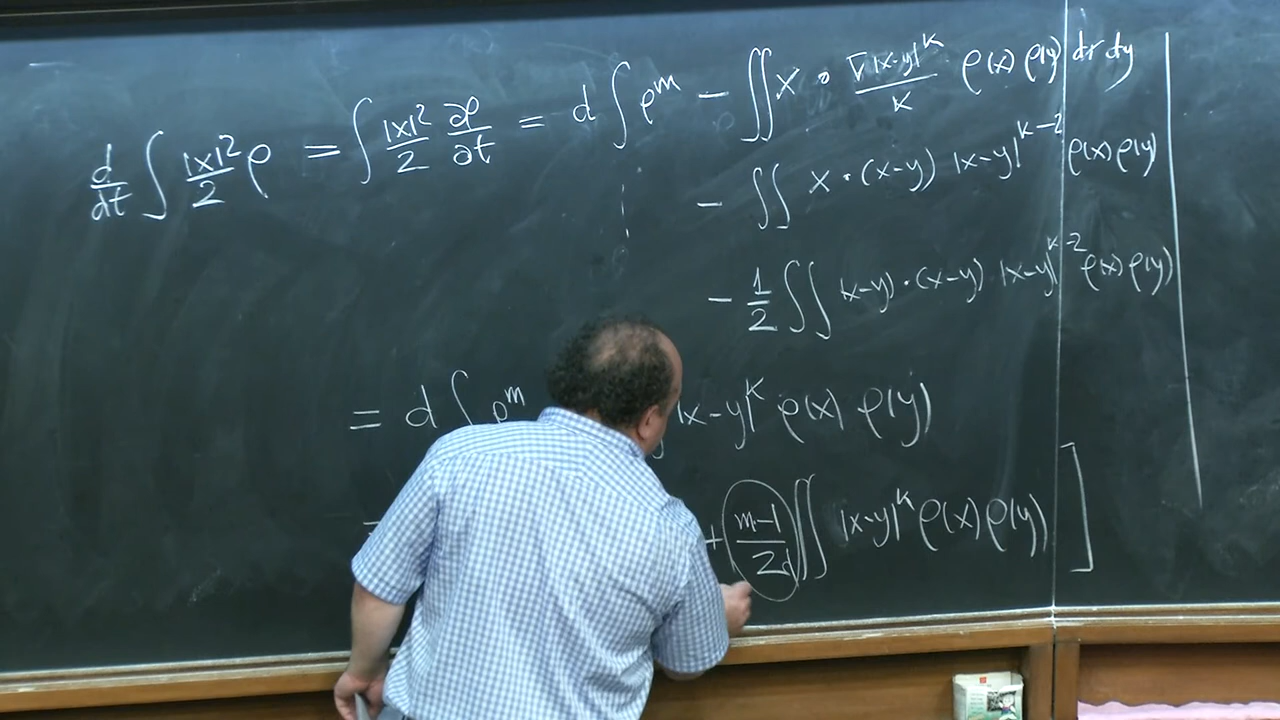 d/dt ∫ |x|²/2 ρ = ∫ |x|²/2 ∂ρ/∂t = d ∫ ρ^m - ∬ x · ∇|x-y|^k/k ρ(x) ρ(y) dx dy
- ∬ x · (x-y) |x-y|^{k-2} ρ(x) ρ(y)
- 1/2 ∬ (x-y) · (x-y) |x-y|^{k-2} ρ(x) ρ(y)
= d ∫ ρ^m |x-y|^k ρ(x) ρ(y)
+ (m-1)/2d ∬ |x-y|^k ρ(x) ρ(y) ]